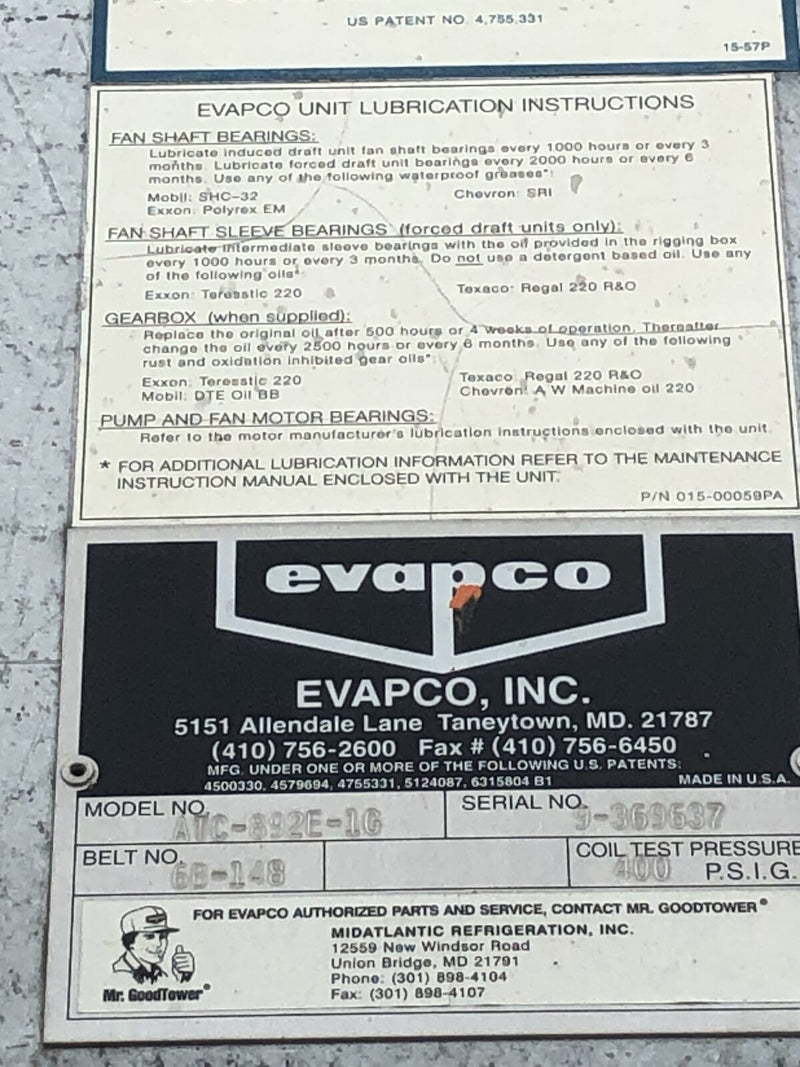 US PATENT NO. 4,755,331
15-57P
EVAPCO UNIT LUBRICATION INSTRUCTIONS
FAN SHAFT BEARINGS:
Lubricate induced draft unit fan shaft bearings every 1000 hours or every 3
months. Lubricate forced draft unit bearings every 2000 hours or every 6
months. Use any of the following waterproof greases*:
Mobil: SHC-32 Chevron: SRI
Exxon: Polyrex EM
FAN SHAFT SLEEVE BEARINGS (forced draft units only):
Lubricate intermediate sleeve bearings with the oil provided in the rigging box
every 1000 hours or every 3 months. Do not use a detergent based oil. Use any
of the following oils*:
Exxon: Teresstic 220 Texaco: Regal 220 R&O
GEARBOX (when supplied):
Replace the original oil after 500 hours or 4 weeks of operation. Thereafter
change the oil every 2500 hours or every 6 months. Use any of the following
rust and oxidation inhibited gear oils*:
Exxon: Teresstic 220 Texaco: Regal 220 R&O
Mobil: DTE Oil BB Chevron: A W Machine oil 220
PUMP AND FAN MOTOR BEARINGS:
Refer to the motor manufacturer's lubrication instructions enclosed with the unit.
* FOR ADDITIONAL LUBRICATION INFORMATION REFER TO THE MAINTENANCE
INSTRUCTION MANUAL ENCLOSED WITH THE UNIT.
P/N 015-00059PA
evapco
EVAPCO, INC.
5151 Allendale Lane Taneytown, MD. 21787
(410) 756-2600 Fax # (410) 756-6450
MFG. UNDER ONE OR MORE OF THE FOLLOWING U.S. PATENTS:
4500330, 4579694, 4755331, 5124087, 6315804 B1 MADE IN U.S.A.
MODEL NO. ATC-892E-1G SERIAL NO. 9-369637
BELT NO. 6B-148 COIL TEST PRESSURE
400 P.S.I.G.
FOR EVAPCO AUTHORIZED PARTS AND SERVICE, CONTACT MR. GOODTOWER®
MIDATLANTIC REFRIGERATION, INC.
12559 New Windsor Road
Union Bridge, MD 21791
Phone: (301) 898-4104
Fax: (301) 898-4107
Mr. GoodTower®